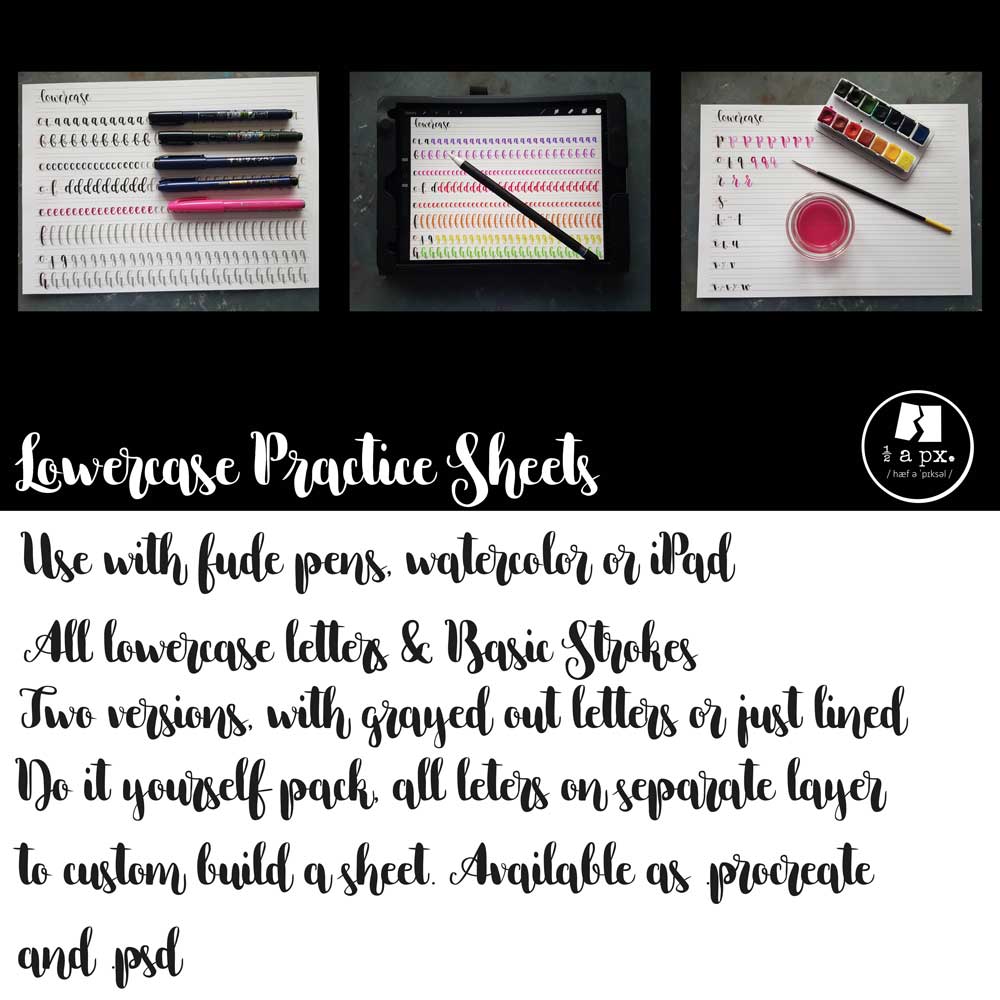 lowercase
lowercase
lowercase
Lowercase Practice Sheets
½ a px.
/ hæf ə ˈpɪksəl /
Use with fude pens, watercolor or iPad
All lowercase letters & Basic Strokes
Two versions, with grayed out letters or just lined
Do it yourself pack, all leters on separate layer
to custom build a sheet. Available as .procreate
and .psd